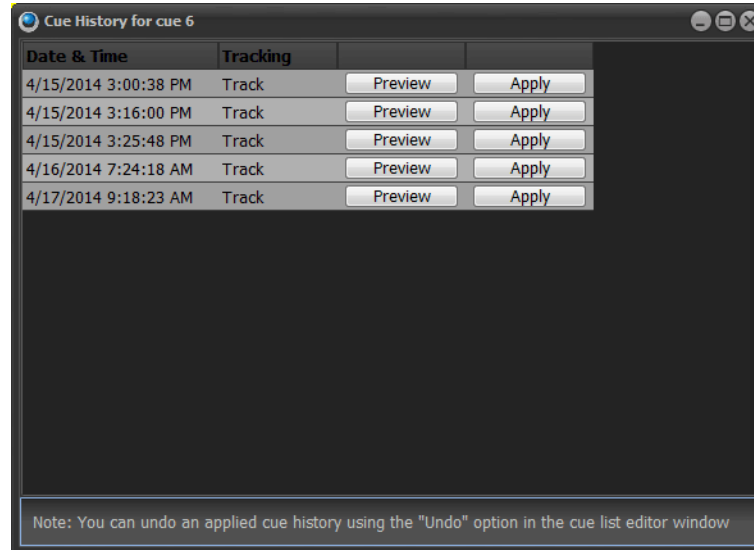 Cue History for cue 6
Date & Time Tracking
4/15/2014 3:00:38 PM Track Preview Apply
4/15/2014 3:16:00 PM Track Preview Apply
4/15/2014 3:25:48 PM Track Preview Apply
4/16/2014 7:24:18 AM Track Preview Apply
4/17/2014 9:18:23 AM Track Preview Apply
Note: You can undo an applied cue history using the "Undo" option in the cue list editor window